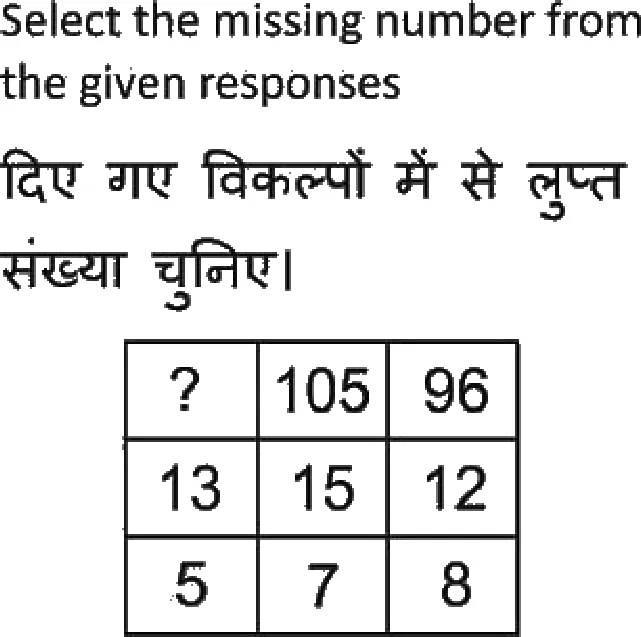 Select the missing number from
the given responses
दिए गए विकल्पों में से लुप्त
संख्या चुनिए।
? 105 96
13 15 12
5 7 8